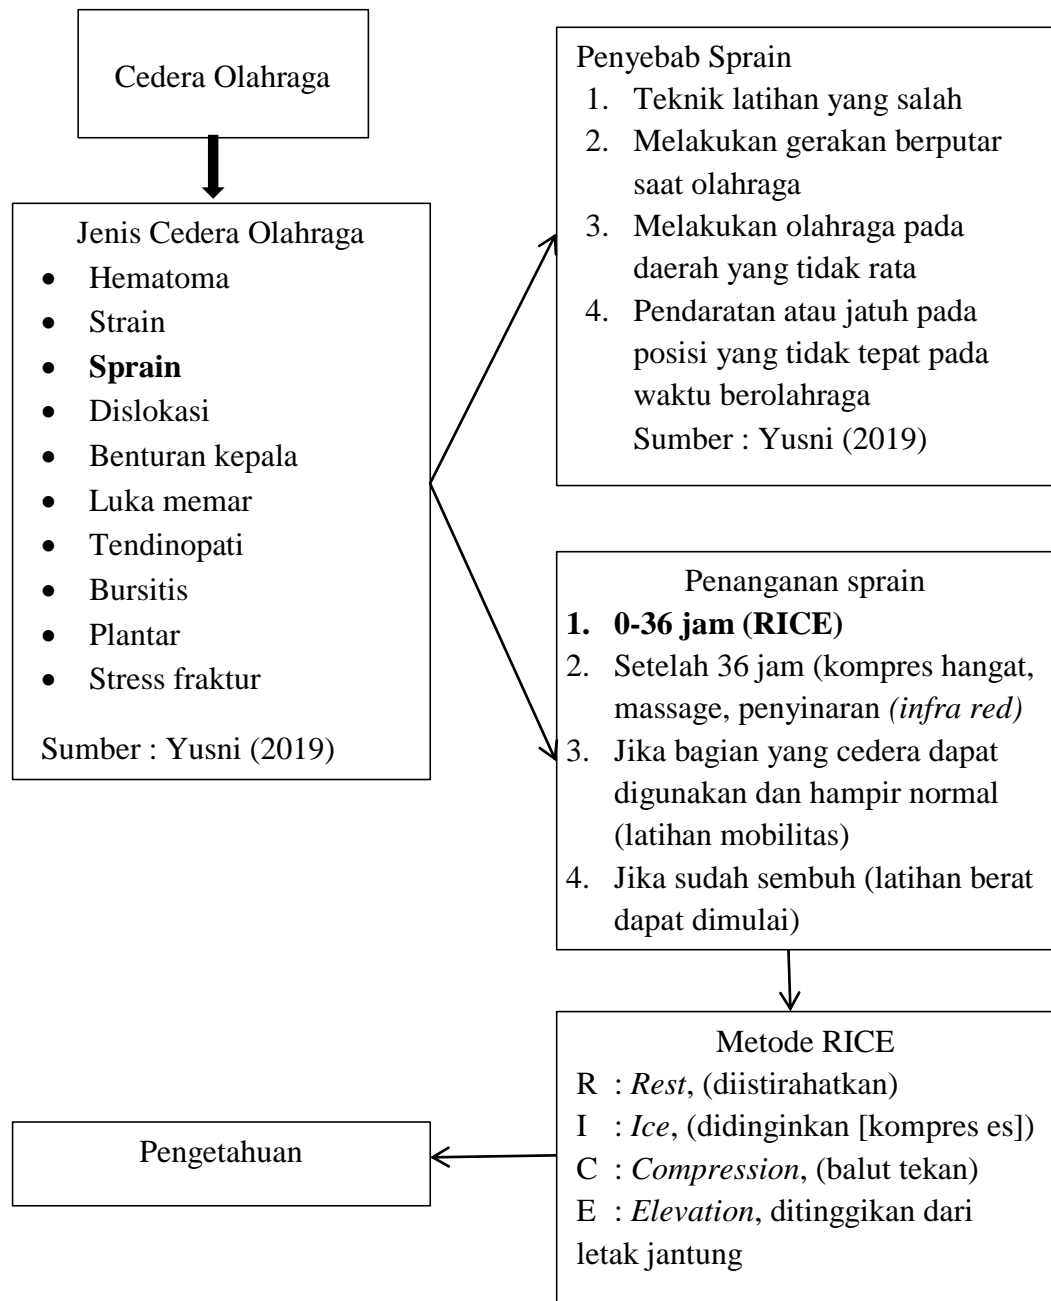 Cedera Olahraga
Jenis Cedera Olahraga
• Hematoma
• Strain
• Sprain
• Dislokasi
• Benturan kepala
• Luka memar
• Tendinopati
• Bursitis
• Plantar
• Stress fraktur
Sumber : Yusni (2019)
Penyebab Sprain
1. Teknik latihan yang salah
2. Melakukan gerakan berputar
saat olahraga
3. Melakukan olahraga pada
daerah yang tidak rata
4. Pendaratan atau jatuh pada
posisi yang tidak tepat pada
waktu berolahraga
Sumber : Yusni (2019)
Penanganan sprain
1. 0-36 jam (RICE)
2. Setelah 36 jam (kompres hangat,
massage, penyinaran (infra red)
3. Jika bagian yang cedera dapat
digunakan dan hampir normal
(latihan mobilitas)
4. Jika sudah sembuh (latihan berat
dapat dimulai)
Metode RICE
R : Rest, (diistirahatkan)
I : Ice, (didinginkan [kompres es])
C : Compression, (balut tekan)
E : Elevation, ditinggikan dari
letak jantung
Pengetahuan